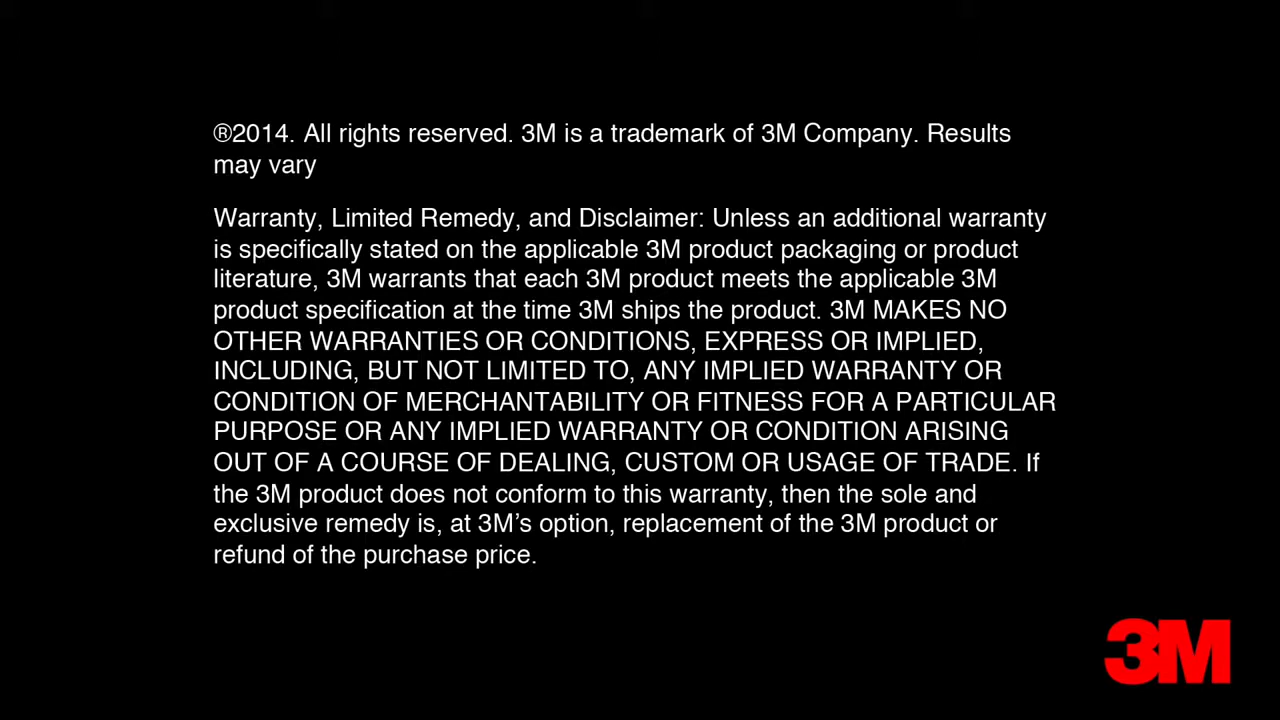 ®2014. All rights reserved. 3M is a trademark of 3M Company. Results
may vary
Warranty, Limited Remedy, and Disclaimer: Unless an additional warranty
is specifically stated on the applicable 3M product packaging or product
literature, 3M warrants that each 3M product meets the applicable 3M
product specification at the time 3M ships the product. 3M MAKES NO
OTHER WARRANTIES OR CONDITIONS, EXPRESS OR IMPLIED,
INCLUDING, BUT NOT LIMITED TO, ANY IMPLIED WARRANTY OR
CONDITION OF MERCHANTABILITY OR FITNESS FOR A PARTICULAR
PURPOSE OR ANY IMPLIED WARRANTY OR CONDITION ARISING
OUT OF A COURSE OF DEALING, CUSTOM OR USAGE OF TRADE. If
the 3M product does not conform to this warranty, then the sole and
exclusive remedy is, at 3M’s option, replacement of the 3M product or
refund of the purchase price.
3M